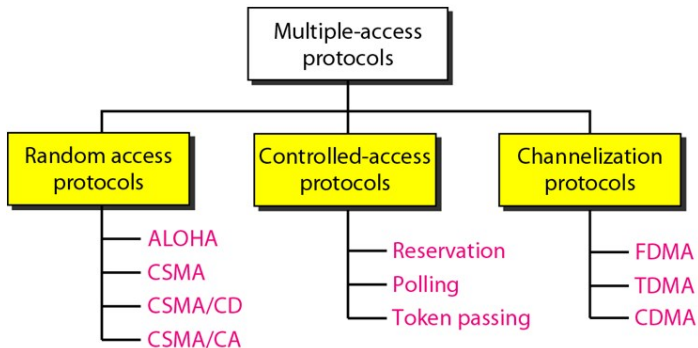 Multiple-access
protocols
Random access
protocols
Controlled-access
protocols
Channelization
protocols
ALOHA
CSMA
CSMA/CD
CSMA/CA
Reservation
Polling
Token passing
FDMA
TDMA
CDMA